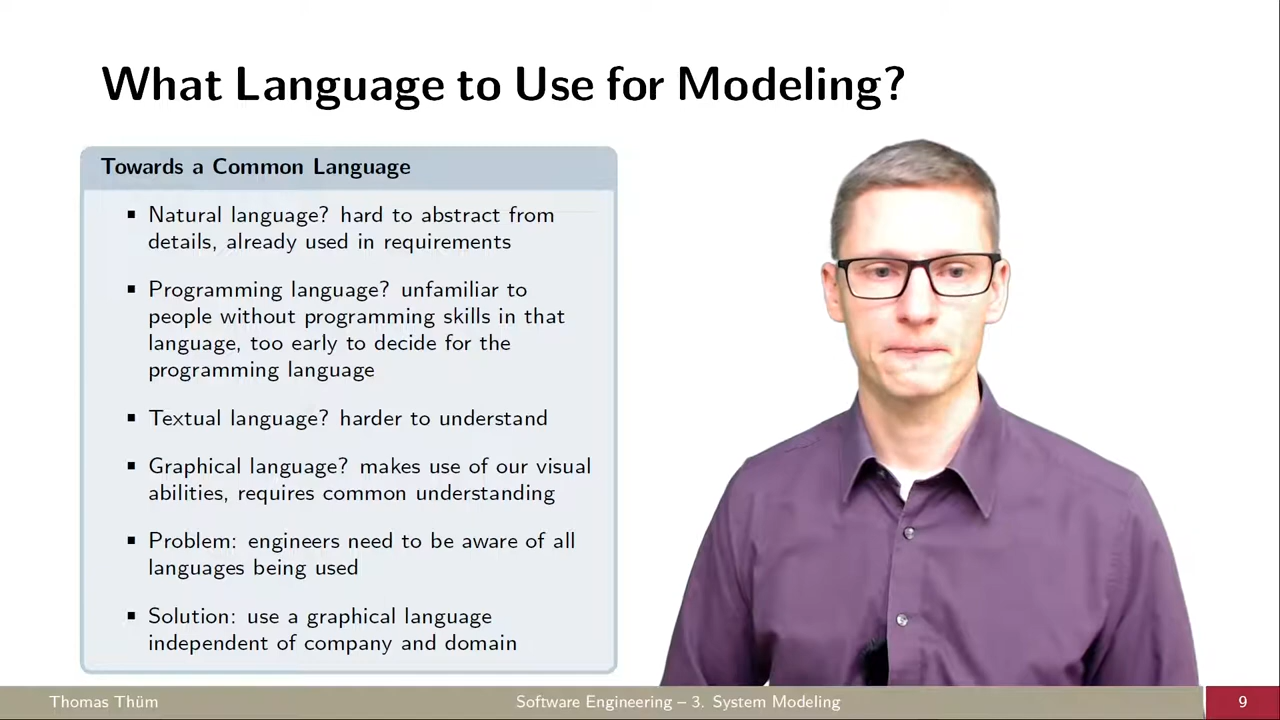 What Language to Use for Modeling?
Towards a Common Language
▪ Natural language? hard to abstract from
details, already used in requirements
▪ Programming language? unfamiliar to
people without programming skills in that
language, too early to decide for the
programming language
▪ Textual language? harder to understand
▪ Graphical language? makes use of our visual
abilities, requires common understanding
▪ Problem: engineers need to be aware of all
languages being used
▪ Solution: use a graphical language
independent of company and domain
Thomas Thüm
Software Engineering – 3. System Modeling
9